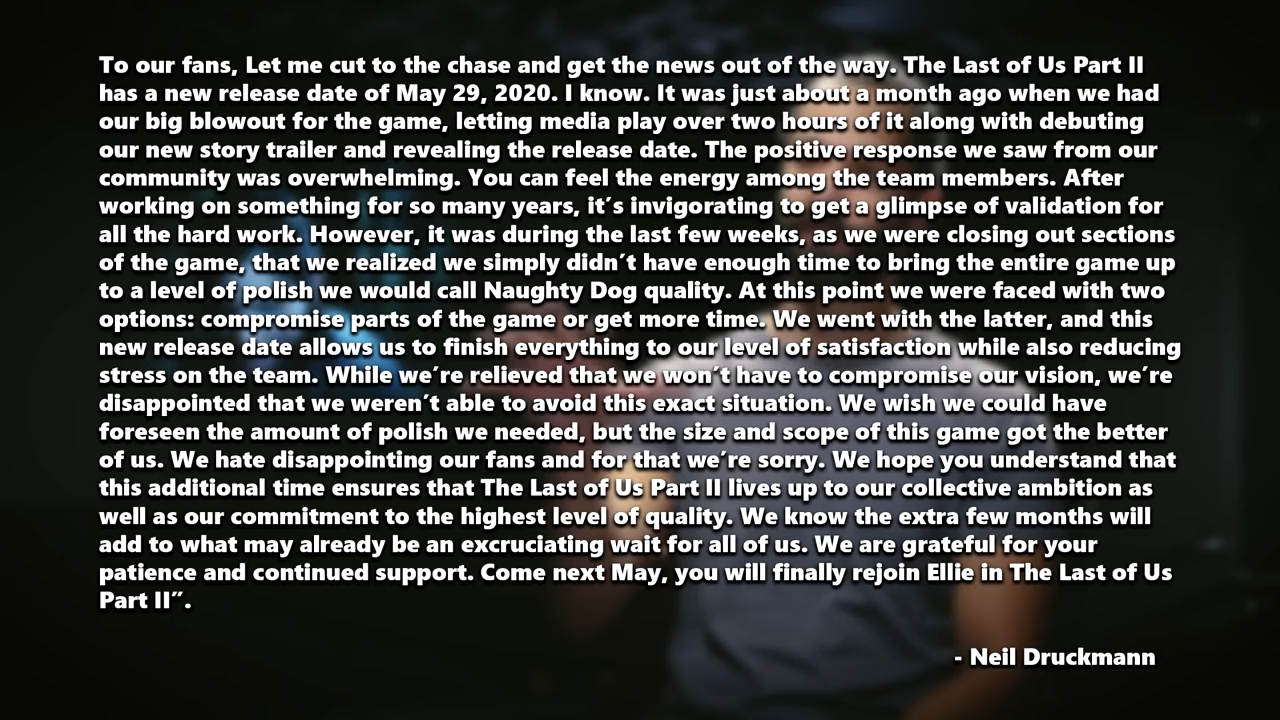 To our fans, Let me cut to the chase and get the news out of the way. The Last of Us Part II
has a new release date of May 29, 2020. I know. It was just about a month ago when we had
our big blowout for the game, letting media play over two hours of it along with debuting
our new story trailer and revealing the release date. The positive response we saw from our
community was overwhelming. You can feel the energy among the team members. After
working on something for so many years, it’s invigorating to get a glimpse of validation for
all the hard work. However, it was during the last few weeks, as we were closing out sections
of the game, that we realized we simply didn´t have enough time to bring the entire game up
to a level of polish we would call Naughty Dog quality. At this point we were faced with two
options: compromise parts of the game or get more time. We went with the latter, and this
new release date allows us to finish everything to our level of satisfaction while also reducing
stress on the team. While we´re relieved that we won´t have to compromise our vision, we´re
disappointed that we weren´t able to avoid this exact situation. We wish we could have
foreseen the amount of polish we needed, but the size and scope of this game got the better
of us. We hate disappointing our fans and for that we´re sorry. We hope you understand that
this additional time ensures that The Last of Us Part II lives up to our collective ambition as
well as our commitment to the highest level of quality. We know the extra few months will
add to what may already be an excruciating wait for all of us. We are grateful for your
patience and continued support. Come next May, you will finally rejoin Ellie in The Last of Us
Part II”.
- Neil Druckmann